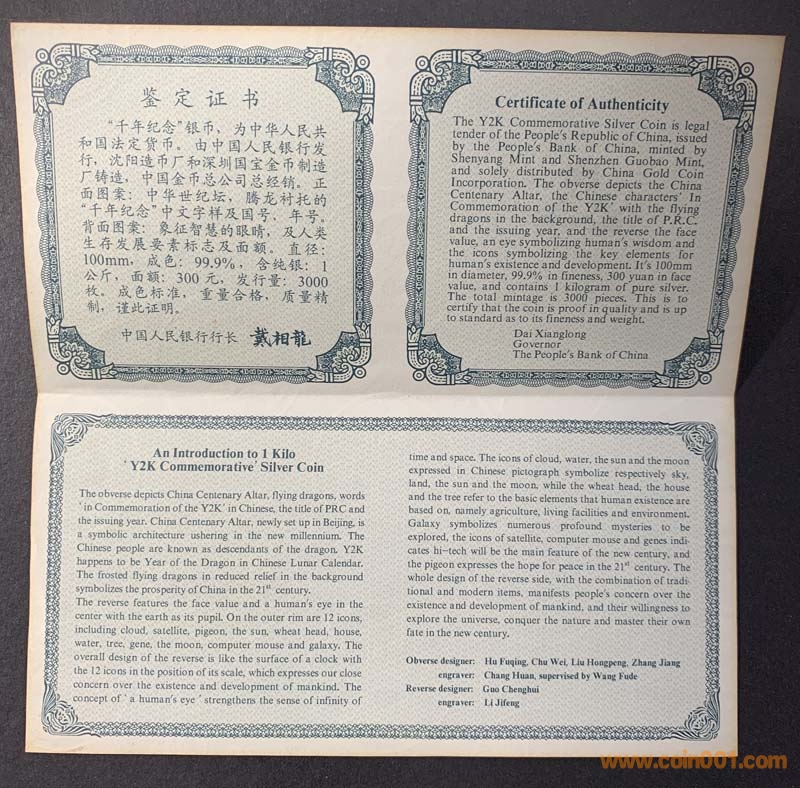 鉴定证书
“千年纪念”银币，为中华人民共
和国法定货币。由中国人民银行发
行，沈阳造币厂和深圳国宝金币制造
厂铸造，中国金币总公司总经销。正
面图案：中华世纪坛，腾龙衬托的
“千年纪念”中文字样及国号、年号，
背面图案：象征智慧的眼睛，及人类
生存发展要素标志及面额。直径：
100mm，成色：99.9%，含纯银：1
公斤，面额：300元，发行量：3000
枚。成色标准，重量合格，质量精
制，谨此证明。
中国人民银行行长 戴相龍
Certificate of Authenticity
The Y2K Commemorative Silver Coin is legal
tender of the People's Republic of China, issued
by the People's Bank of China, minted by
Shenyang Mint and Shenzhen Guobao Mint,
and solely distributed by China Gold Coin
Incorporation. The obverse depicts the China
Centenary Altar, the Chinese characters' In
Commemoration of the Y2K' with the flying
dragons in the background, the title of P.R.C.
and the issuing year, and the reverse the face
value, an eye symbolizing human's wisdom and
the icons symbolizing the key elements for
human's existence and development. It's 100mm
in diameter, 99.9% in fineness, 300 yuan in face
value, and contains 1 kilogram of pure silver.
The total mintage is 3000 pieces. This is to
certify that the coin is proof in quality and is up
to standard as to its fineness and weight.
Dai Xianglong
Governor
The People's Bank of China
An Introduction to 1 Kilo
'Y2K Commemorative' Silver Coin
The obverse depicts China Centenary Altar, flying dragons, words
'in Commemoration of the Y2K' in Chinese, the title of PRC and
the issuing year. China Centenary Altar, newly set up in Beijing, is
a symbolic architecture ushering in the new millennium. The
Chinese people are known as descendants of the dragon. Y2K
happens to be Year of the Dragon in Chinese Lunar Calendar.
The frosted flying dragons in reduced relief in the background
symbolizes the prosperity of China in the 21st century.
The reverse features the face value and a human's eye in the
center with the earth as its pupil. On the outer rim are 12 icons,
including cloud, satellite, pigeon, the sun, wheat head, house,
water, tree, gene, the moon, computer mouse and galaxy. The
overall design of the reverse is like the surface of a clock with
the 12 icons in the position of its scale, which expresses our close
concern over the existence and development of mankind. The
concept of 'a human's eye' strengthens the sense of infinity of
time and space. The icons of cloud, water, the sun and the moon
expressed in Chinese pictograph symbolize respectively sky,
land, the sun and the moon, while the wheat head, the house
and the tree refer to the basic elements that human existence are
based on, namely agriculture, living facilities and environment.
Galaxy symbolizes numerous profound mysteries to be
explored, the icons of satellite, computer mouse and genes indi-
cates hi-tech will be the main feature of the new century, and
the pigeon expresses the hope for peace in the 21st century. The
whole design of the reverse side, with the combination of tradi-
tional and modern items, manifests people's concern over the
existence and development of mankind, and their willingness to
explore the universe, conquer the nature and master their own
fate in the new century.
Obverse designer: Hu Fuqing, Chu Wei, Liu Hongpeng, Zhang Jiang
engraver: Chang Huan, supervised by Wang Fude
Reverse designer: Guo Chenghui
engraver: Li Jifeng
www.coin001.com